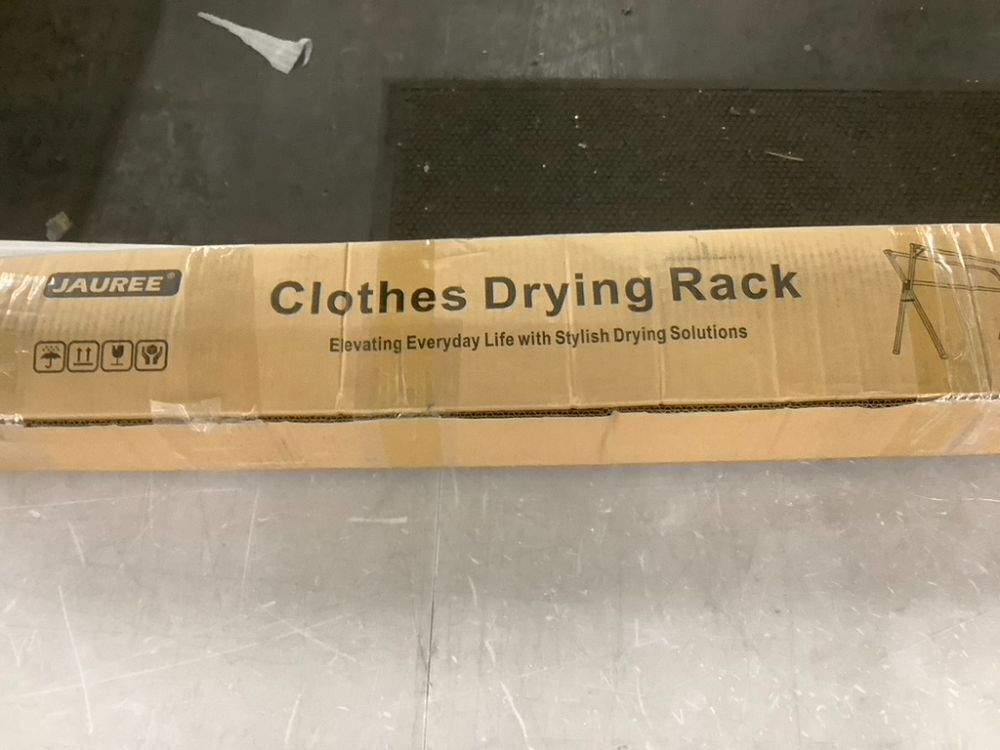 JAUREE®
Clothes Drying Rack
Elevating Everyday Life with Stylish Drying Solutions